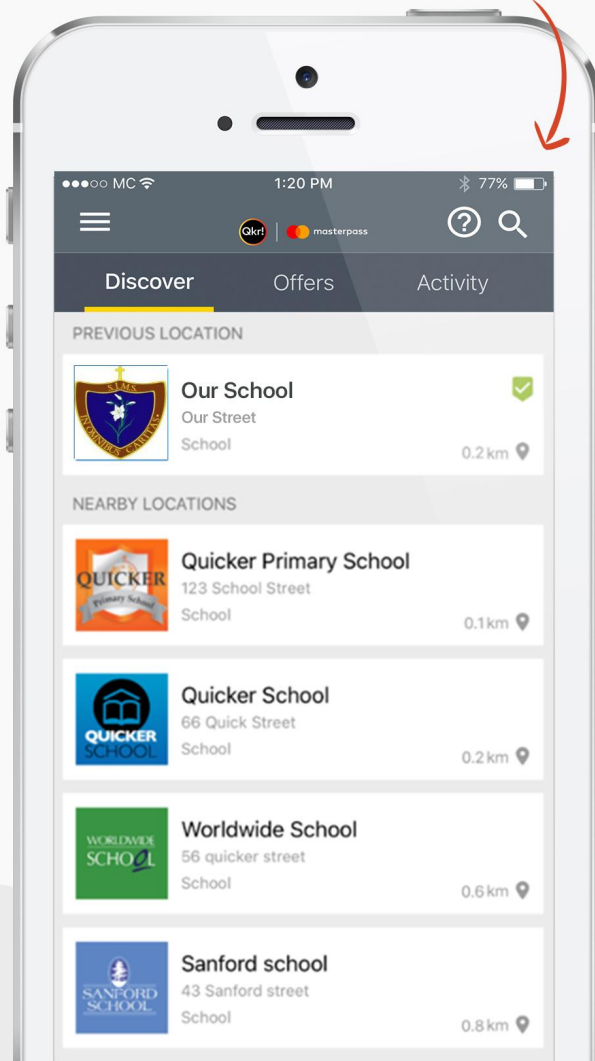 MC
1:20 PM
77%
Qkr!
masterpass
Discover
Offers
Activity
PREVIOUS LOCATION
S.J.M.S.
IN OMNIBUS CARITAS
Our School
Our Street
School
0.2 km
NEARBY LOCATIONS
QUICKER
Primary School
Quicker Primary School
123 School Street
School
0.1 km
QUICKER
SCHOOL
Quicker School
66 Quick Street
School
0.2 km
WORLDWIDE
SCHOOL
Worldwide School
56 quicker street
School
0.6 km
SANFORD
SCHOOL
Sanford school
43 Sanford street
School
0.8 km